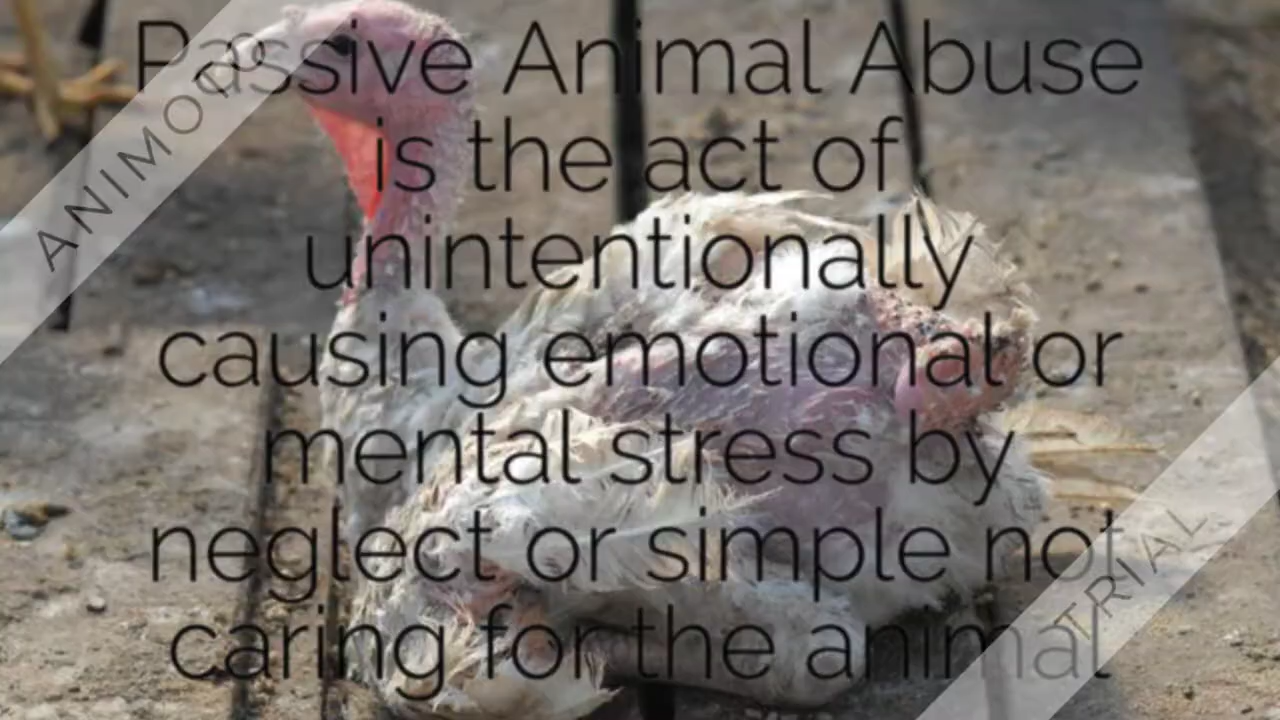 Passive Animal Abuse
is the act of
unintentionally
causing emotional or
mental stress by
neglect or simple not
caring for the animal
ANIMOTO
TRIAL